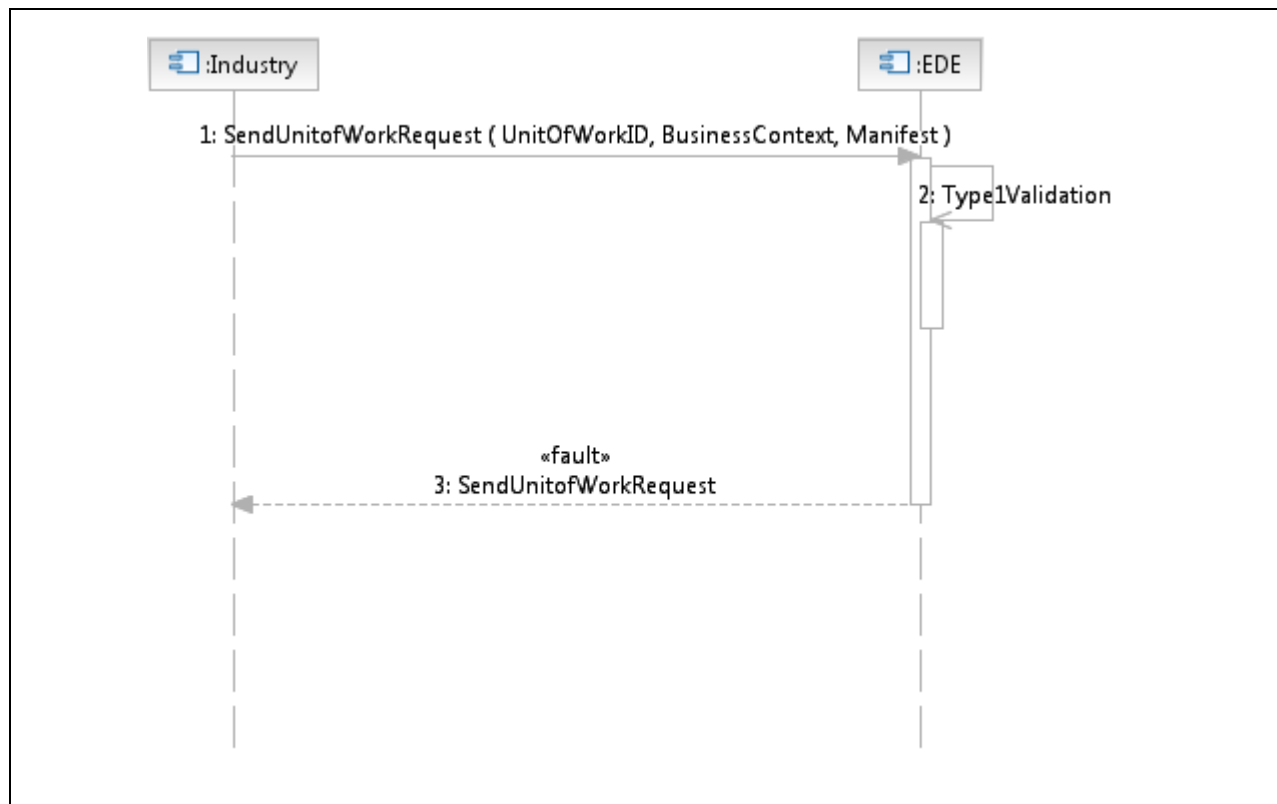 :Industry
:EDE
1: SendUnitofWorkRequest ( UnitOfWorkID, BusinessContext, Manifest )
2: Type1Validation
«fault»
3: SendUnitofWorkRequest